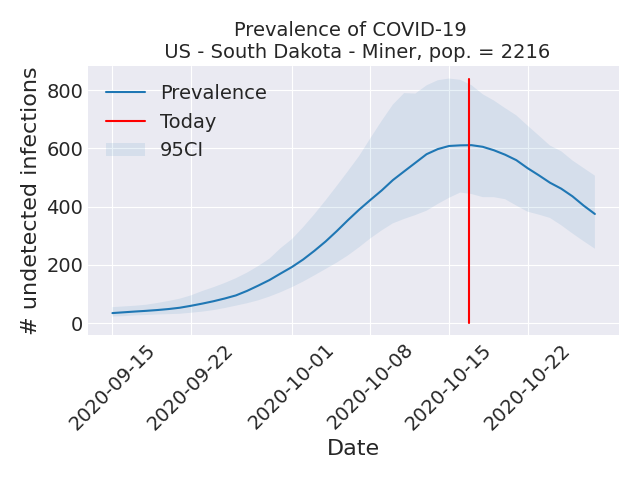 Prevalence of COVID-19
US - South Dakota - Miner, pop. = 2216
# undetected infections
800
600
400
200
0
Prevalence
Today
95CI
2020-09-15
2020-09-22
2020-10-01
2020-10-08
2020-10-15
2020-10-22
Date